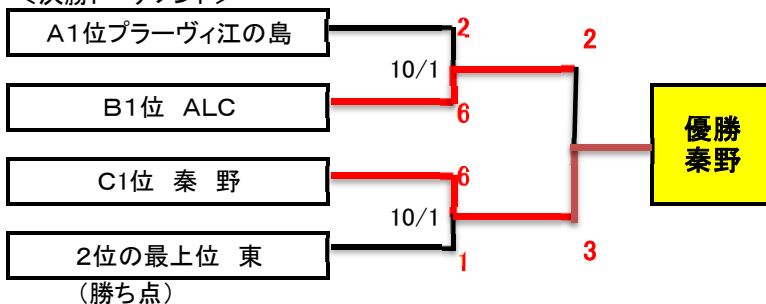 A1位プラーヴィ江の島
2
2
10/1
B1位 ALC
6
優勝
秦野
C1位 秦 野
6
10/1
2位の最上位 東
1
3
(勝ち点)